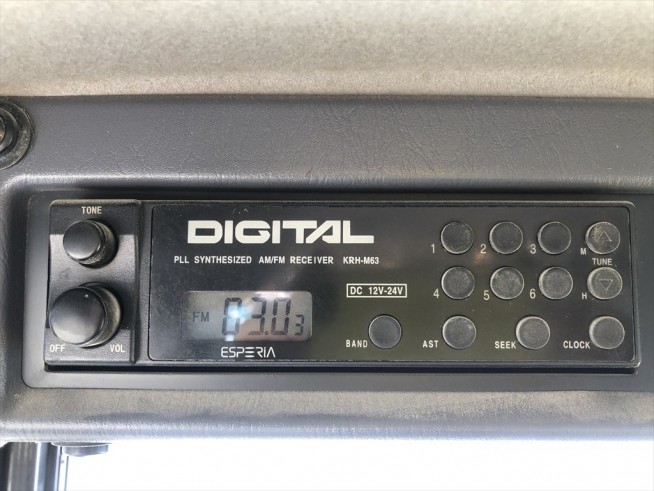 TONE
DIGITAL
PLL SYNTHESIZED AM/FM RECEIVER KRH-M63
1 2 3 M
TUNE
DC 12V-24V
4 5 6 H
FM
OFF VOL
ESPERIA
BAND AST SEEK CLOCK